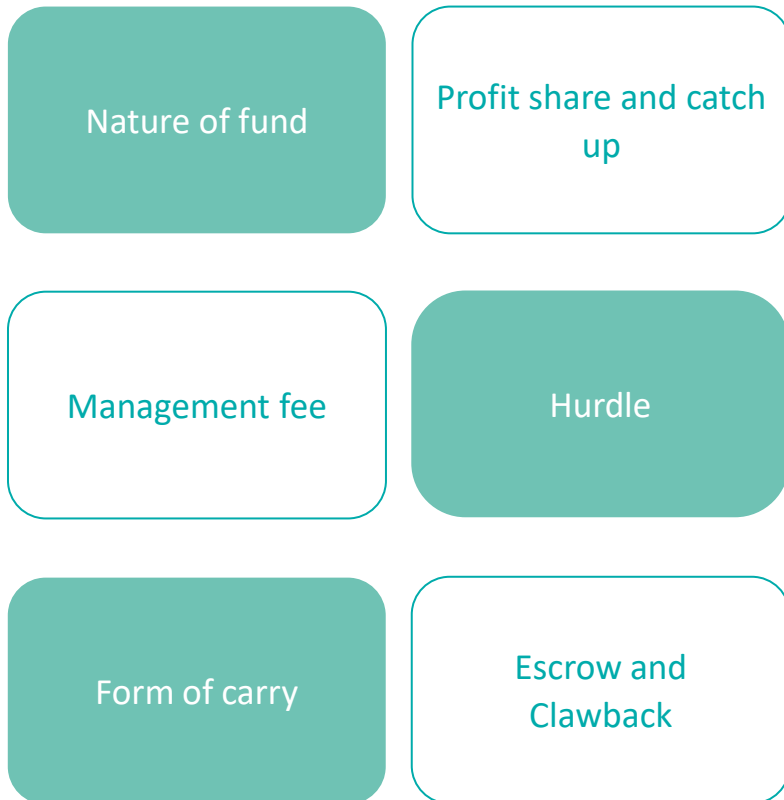 Nature of fund
Profit share and catch
up
Management fee
Hurdle
Form of carry
Escrow and
Clawback